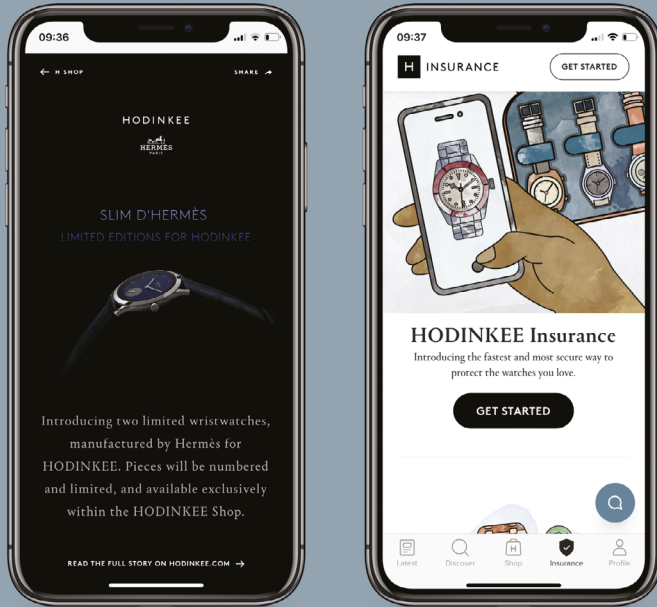 09:36
← H SHOP
SHARE
HODINKEE
HERMÈS
PARIS
SLIM D'HERMÈS
LIMITED EDITIONS FOR HODINKEE
Introducing two limited wristwatches,
manufactured by Hermès for
HODINKEE. Pieces will be numbered
and limited, and available exclusively
within the HODINKEE Shop.
READ THE FULL STORY ON HODINKEE.COM →
09:37
H INSURANCE
GET STARTED
HODINKEE Insurance
Introducing the fastest and most secure way to
protect the watches you love.
GET STARTED
Latest
Discover
H
Shop
Insurance
Profile